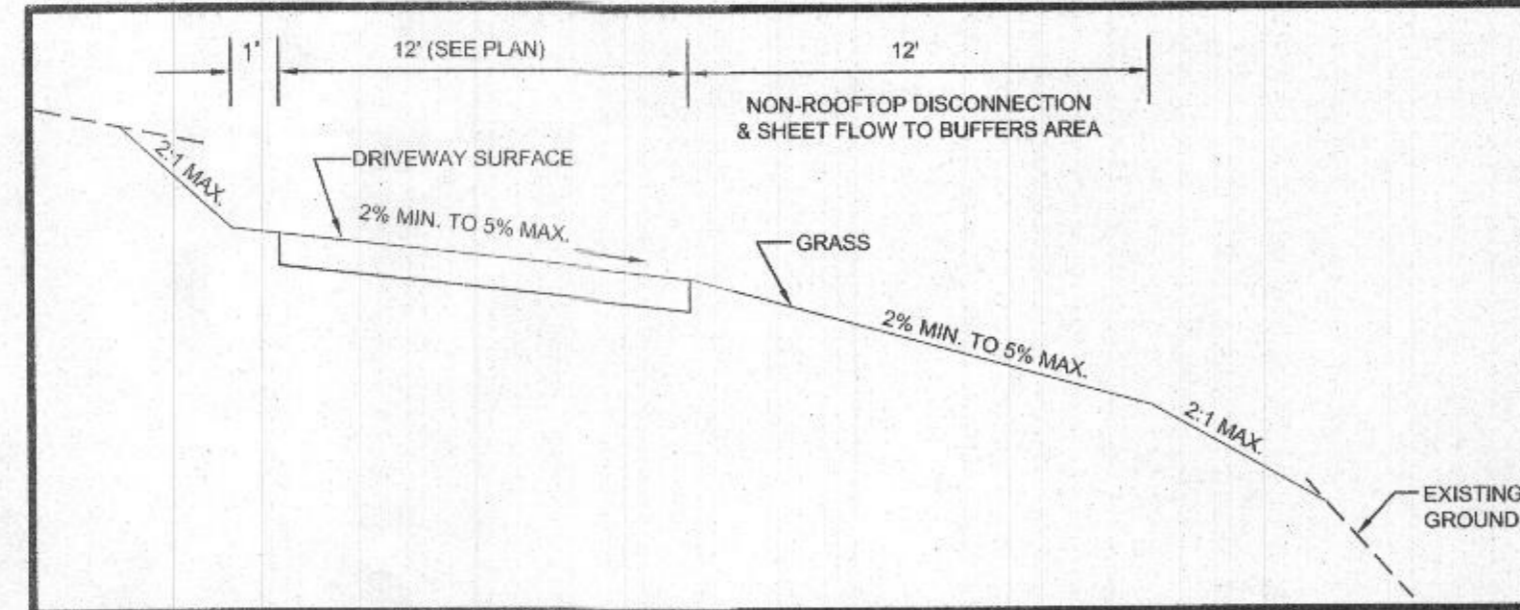 1'
12' (SEE PLAN)
12'
NON-ROOFTOP DISCONNECTION
& SHEET FLOW TO BUFFERS AREA
2:1 MAX.
DRIVEWAY SURFACE
2% MIN. TO 5% MAX.
GRASS
2% MIN. TO 5% MAX.
2:1 MAX.
EXISTING
GROUND